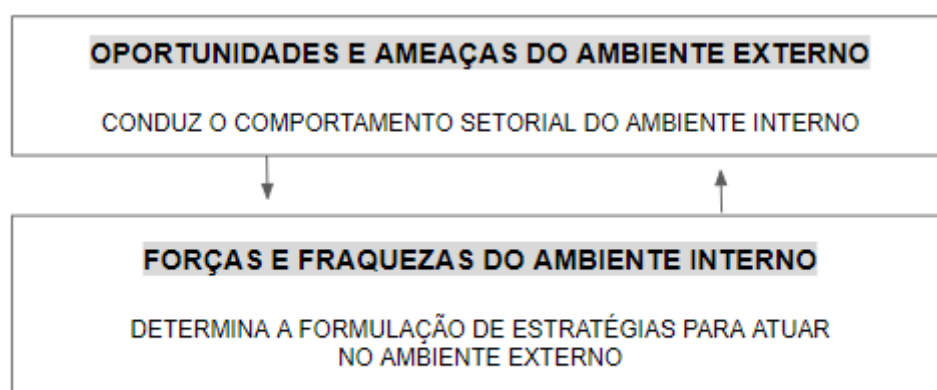 OPORTUNIDADES E AMEAÇAS DO AMBIENTE EXTERNO
CONDUZ O COMPORTAMENTO SETORIAL DO AMBIENTE INTERNO
FORÇAS E FRAQUEZAS DO AMBIENTE INTERNO
DETERMINA A FORMULAÇÃO DE ESTRATÉGIAS PARA ATUAR
NO AMBIENTE EXTERNO